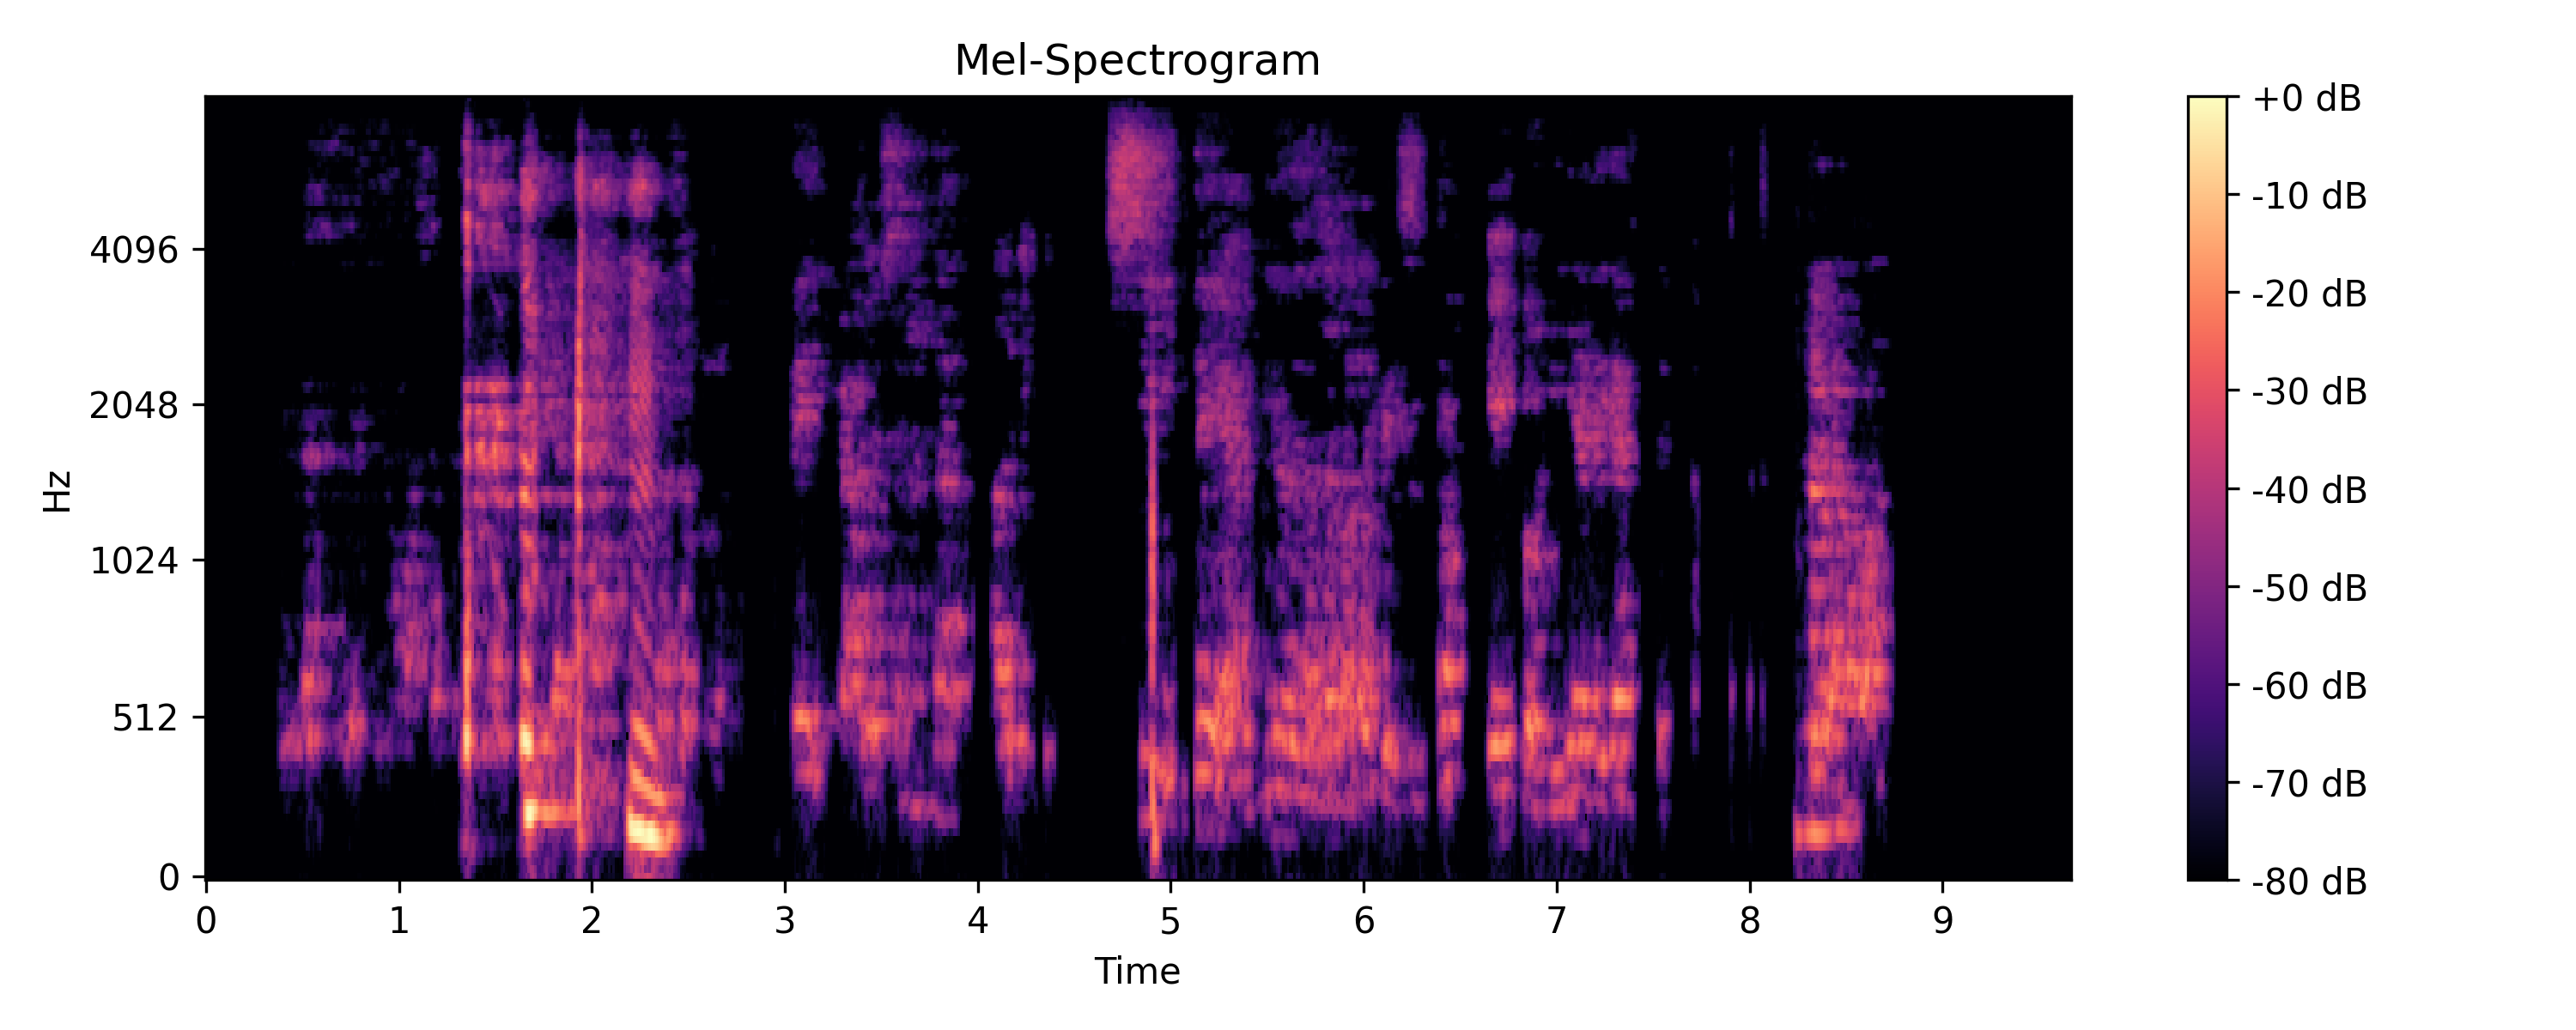 Mel-Spectrogram
+0 dB
-10 dB
-20 dB
-30 dB
-40 dB
-50 dB
-60 dB
-70 dB
-80 dB
Hz
4096
2048
1024
512
0
0 1 2 3 4 5 6 7 8 9
Time